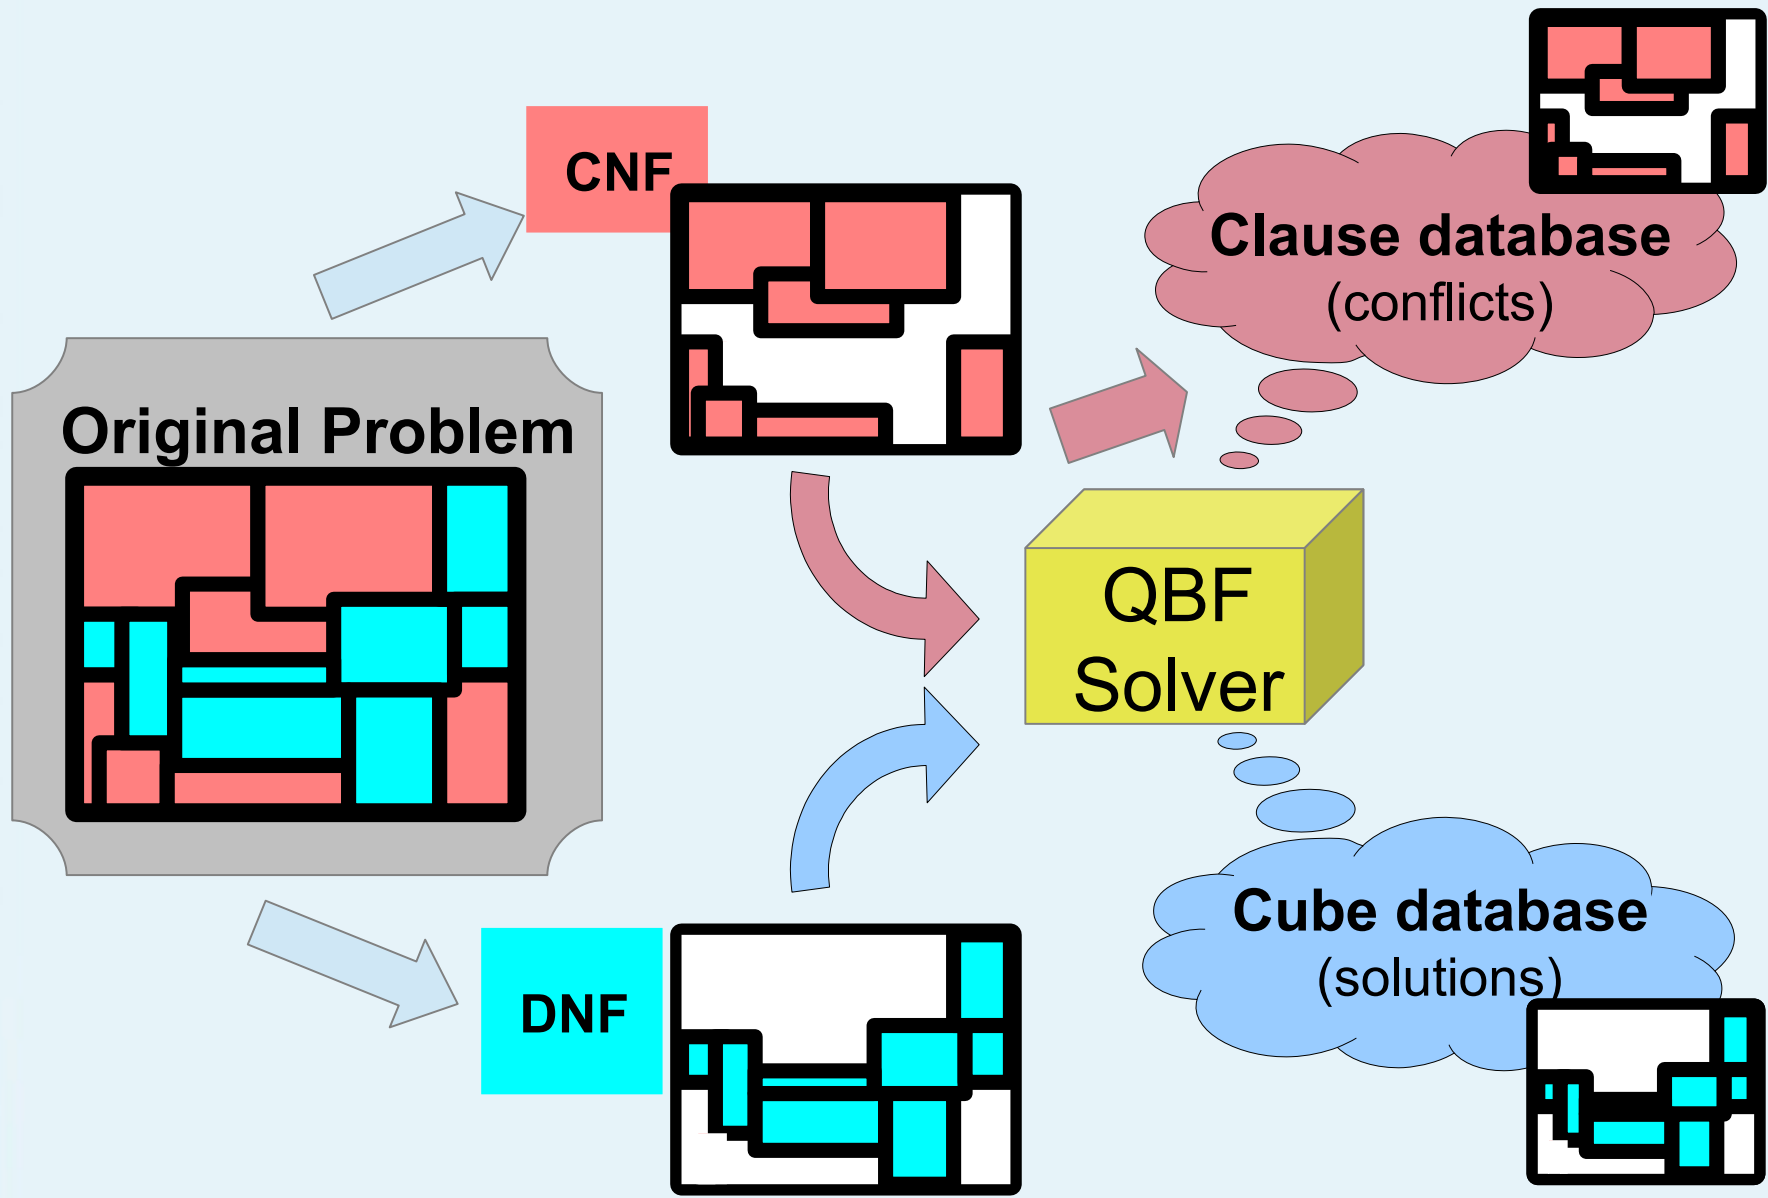 CNF
Clause database
(conflicts)
Original Problem
QBF
Solver
Cube database
(solutions)
DNF